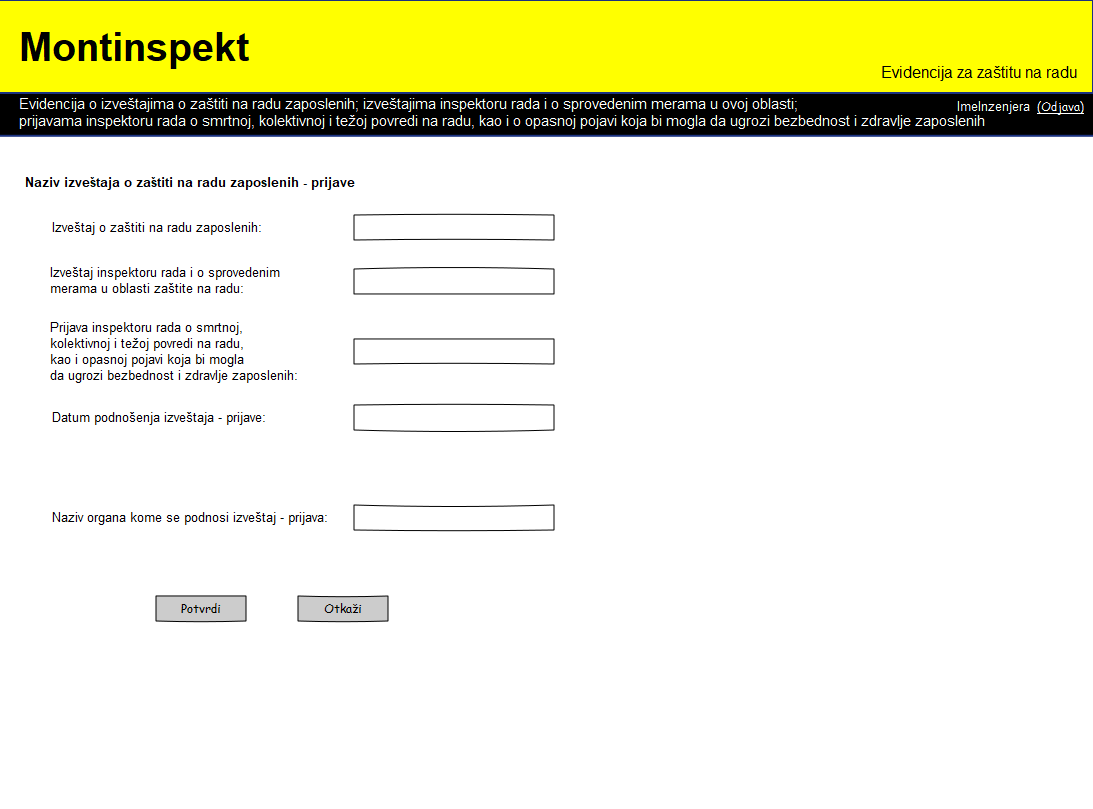 Montinspekt
Evidencija za zaštitu na radu
Evidencija o izveštajima o zaštiti na radu zaposlenih; izveštajima inspektoru rada i o sprovedenim merama u ovoj oblasti;
prijavama inspektoru rada o smrtnoj, kolektivnoj i težoj povredi na radu, kao i o opasnoj pojavi koja bi mogla da ugrozi bezbednost i zdravlje zaposlenih
ImeInzenjera (Odjava)
Naziv izveštaja o zaštiti na radu zaposlenih - prijave
Izveštaj o zaštiti na radu zaposlenih:
Izveštaj inspektoru rada i o sprovedenim
merama u oblasti zaštite na radu:
Prijava inspektoru rada o smrtnoj,
kolektivnoj i težoj povredi na radu,
kao i opasnoj pojavi koja bi mogla
da ugrozi bezbednost i zdravlje zaposlenih:
Datum podnošenja izveštaja - prijave:
Naziv organa kome se podnosi izveštaj - prijava:
Potvrdi
Otkaži